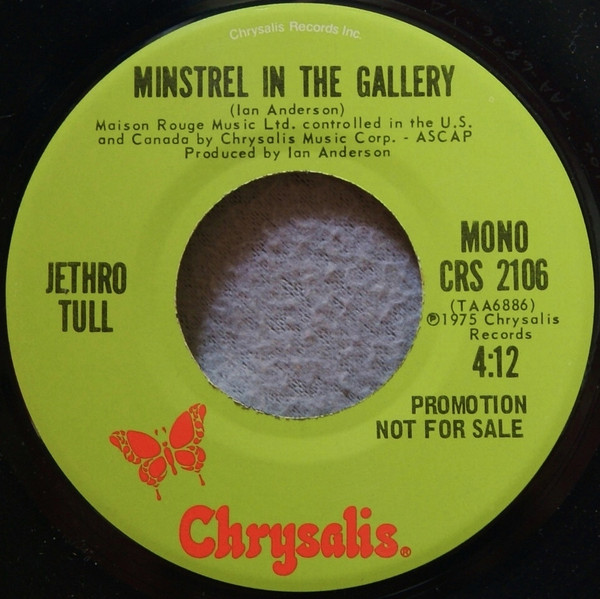 Chrysalis Records Inc.
MINSTREL IN THE GALLERY
(Ian Anderson)
Maison Rouge Music Ltd. controlled in the U.S.
and Canada by Chrysalis Music Corp. - ASCAP
Produced by Ian Anderson
JETHRO
TULL
MONO
CRS 2106
(TAA6886)
℗1975 Chrysalis
Records
4:12
PROMOTION
NOT FOR SALE
Chrysalis®